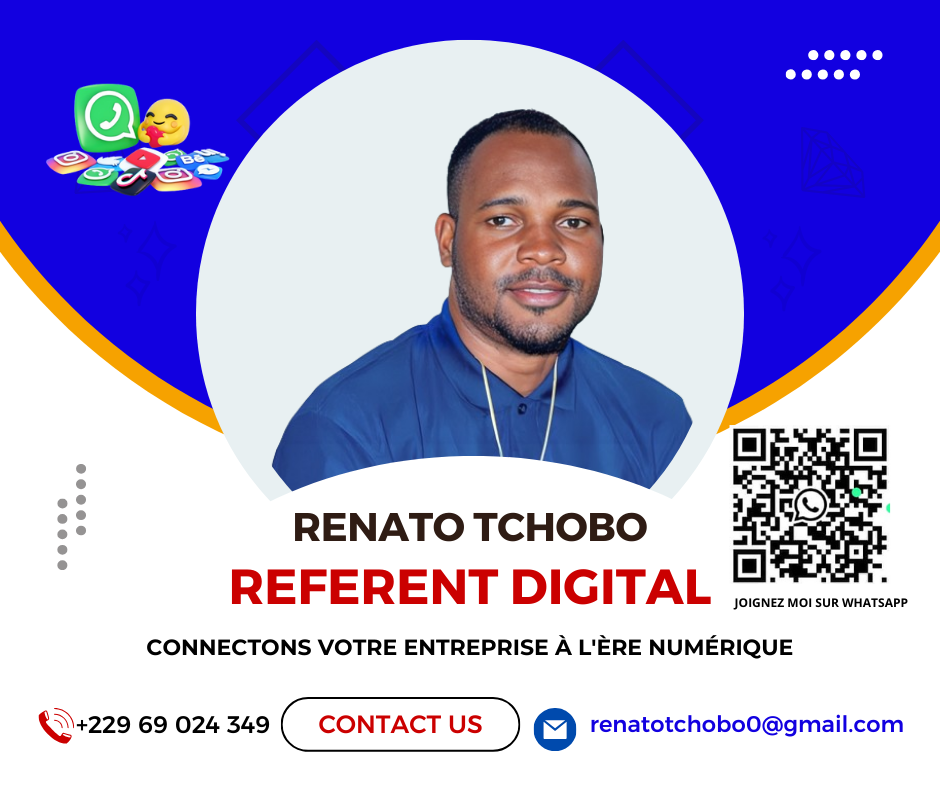 Bē
RENATO TCHOBO
REFERENT DIGITAL
JOIGNEZ MOI SUR WHATSAPP
CONNECTONS VOTRE ENTREPRISE À L'ÈRE NUMÉRIQUE
+229 69 024 349
CONTACT US
renatotchobo0@gmail.com